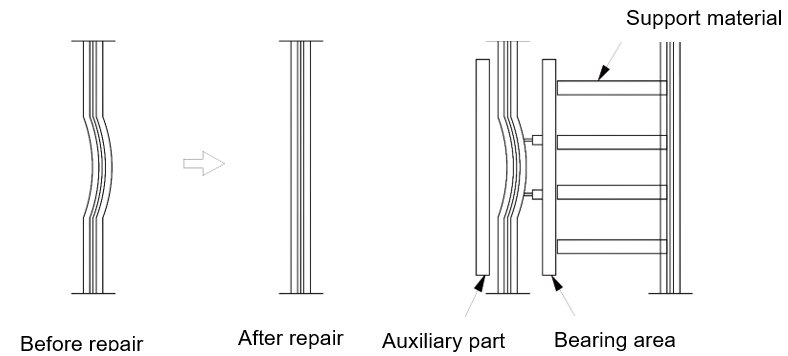 Support material
Before repair
After repair
Auxiliary part
Bearing area